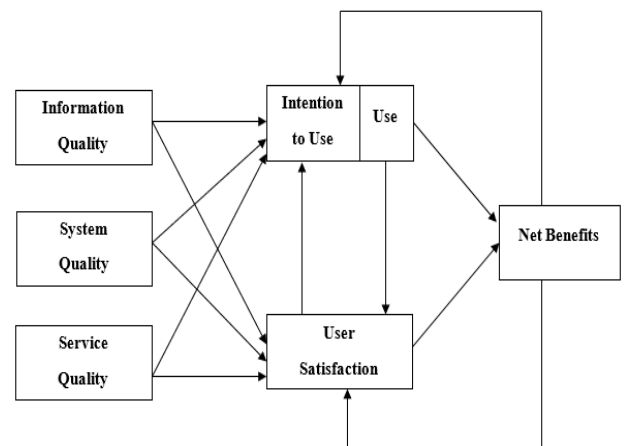 Information
Quality
System
Quality
Service
Quality
Intention
to Use
Use
User
Satisfaction
Net Benefits